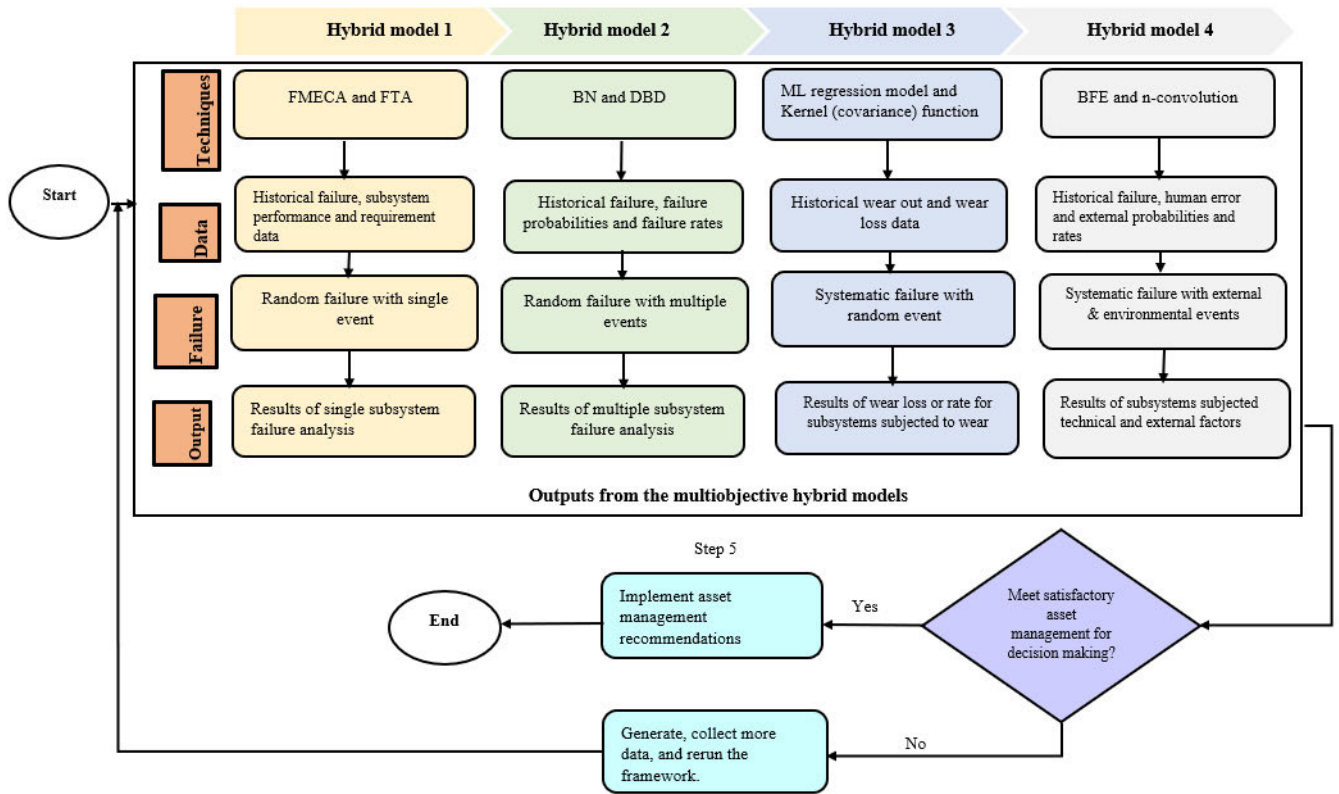 Hybrid model 1
Hybrid model 2
Hybrid model 3
Hybrid model 4
Techniques
FMECA and FTA
BN and DBD
ML regression model and
Kernel (covariance) function
BFE and n-convolution
Start
Data
Historical failure, subsystem
performance and requirement
data
Historical failure, failure
probabilities and failure rates
Historical wear out and wear
loss data
Historical failure, human error
and external probabilities and
rates
Failure
Random failure with single
event
Random failure with multiple
events
Systematic failure with
random event
Systematic failure with external
& environmental events
Output
Results of single subsystem
failure analysis
Results of multiple subsystem
failure analysis
Results of wear loss or rate for
subsystems subjected to wear
Results of subsystems subjected
technical and external factors
Outputs from the multiobjective hybrid models
Step 5
Implement asset
management
recommendations
End
Yes
Meet satisfactory
asset
management for
decision making?
Generate, collect more
data, and rerun the
framework.
No